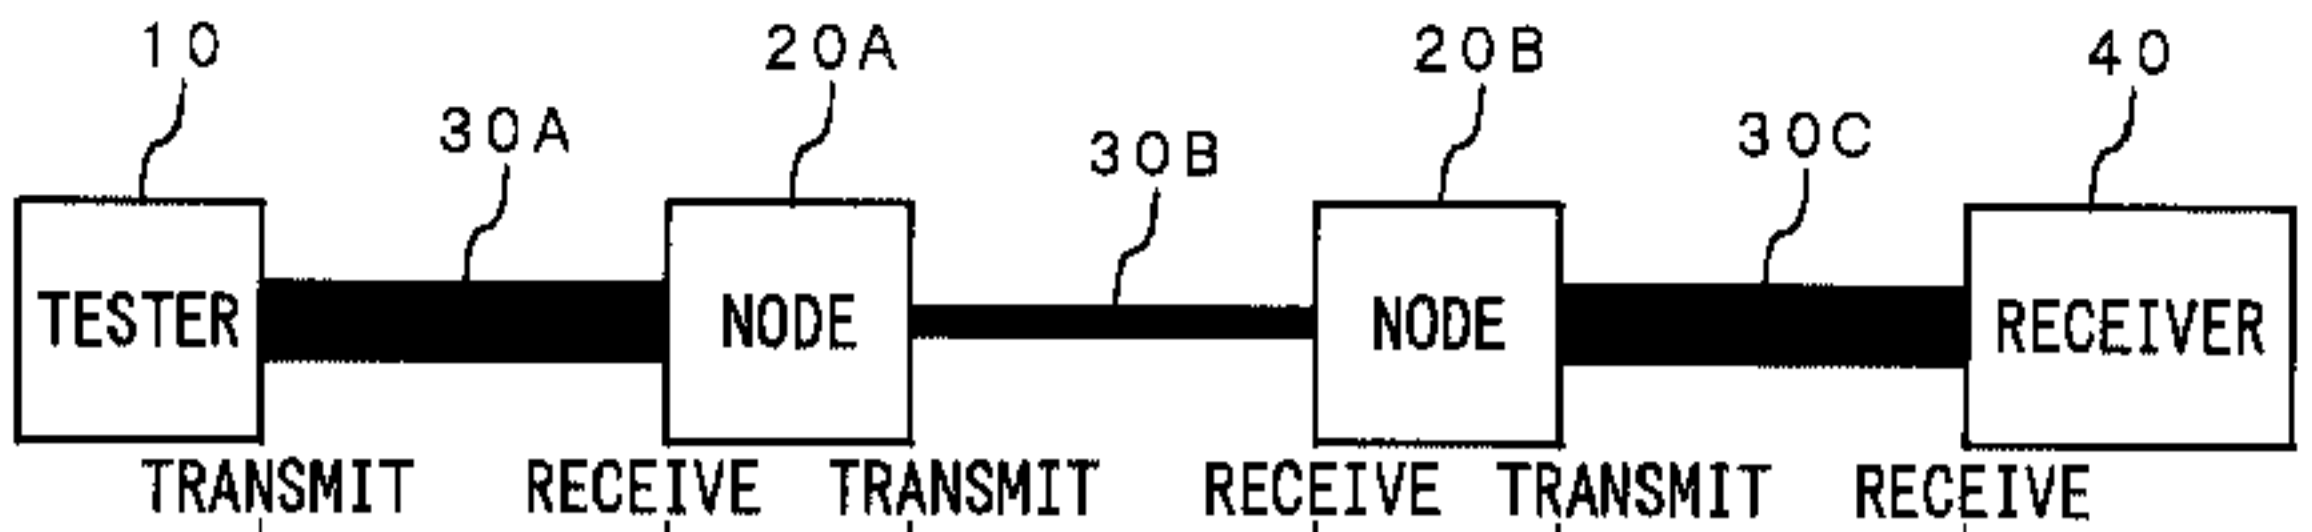 10 20A 20B 40
30A 30B 30C
TESTER NODE NODE RECEIVER
TRANSMIT RECEIVE TRANSMIT RECEIVE TRANSMIT RECEIVE